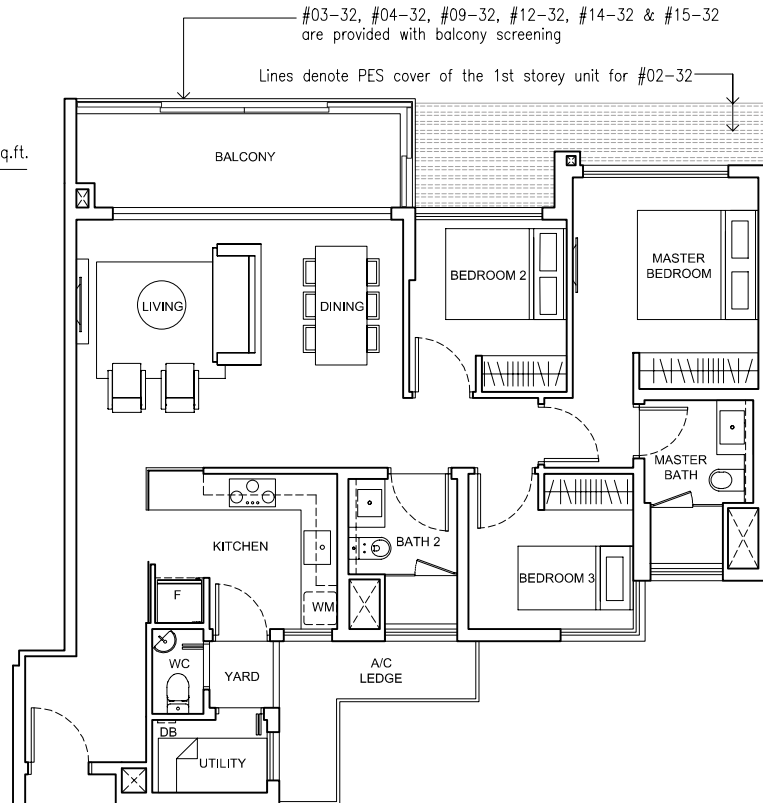 #03-32, #04-32, #09-32, #12-32, #14-32 & #15-32
are provided with balcony screening
Lines denote PES cover of the 1st storey unit for #02-32
q.ft.
BALCONY
MASTER
BEDROOM
BEDROOM 2
LIVING
DINING
MASTER
BATH
KITCHEN
BATH 2
BEDROOM 3
F
WM
WC
YARD
A/C
LEDGE
DB
UTILITY